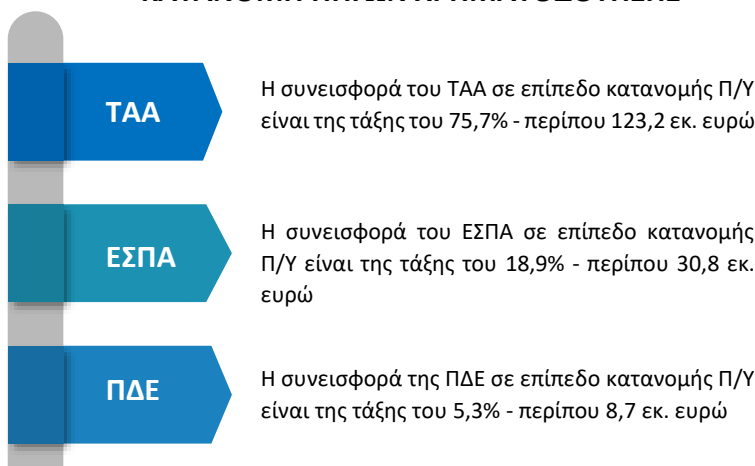 ΤΑΑ
Η συνεισφορά του ΤΑΑ σε επίπεδο κατανομής Π/Υ
είναι της τάξης του 75,7% - περίπου 123,2 εκ. ευρώ
ΕΣΠΑ
Η συνεισφορά του ΕΣΠΑ σε επίπεδο κατανομής
Π/Υ είναι της τάξης του 18,9% - περίπου 30,8 εκ.
ευρώ
ΠΔΕ
Η συνεισφορά της ΠΔΕ σε επίπεδο κατανομής Π/Υ
είναι της τάξης του 5,3% - περίπου 8,7 εκ. ευρώ